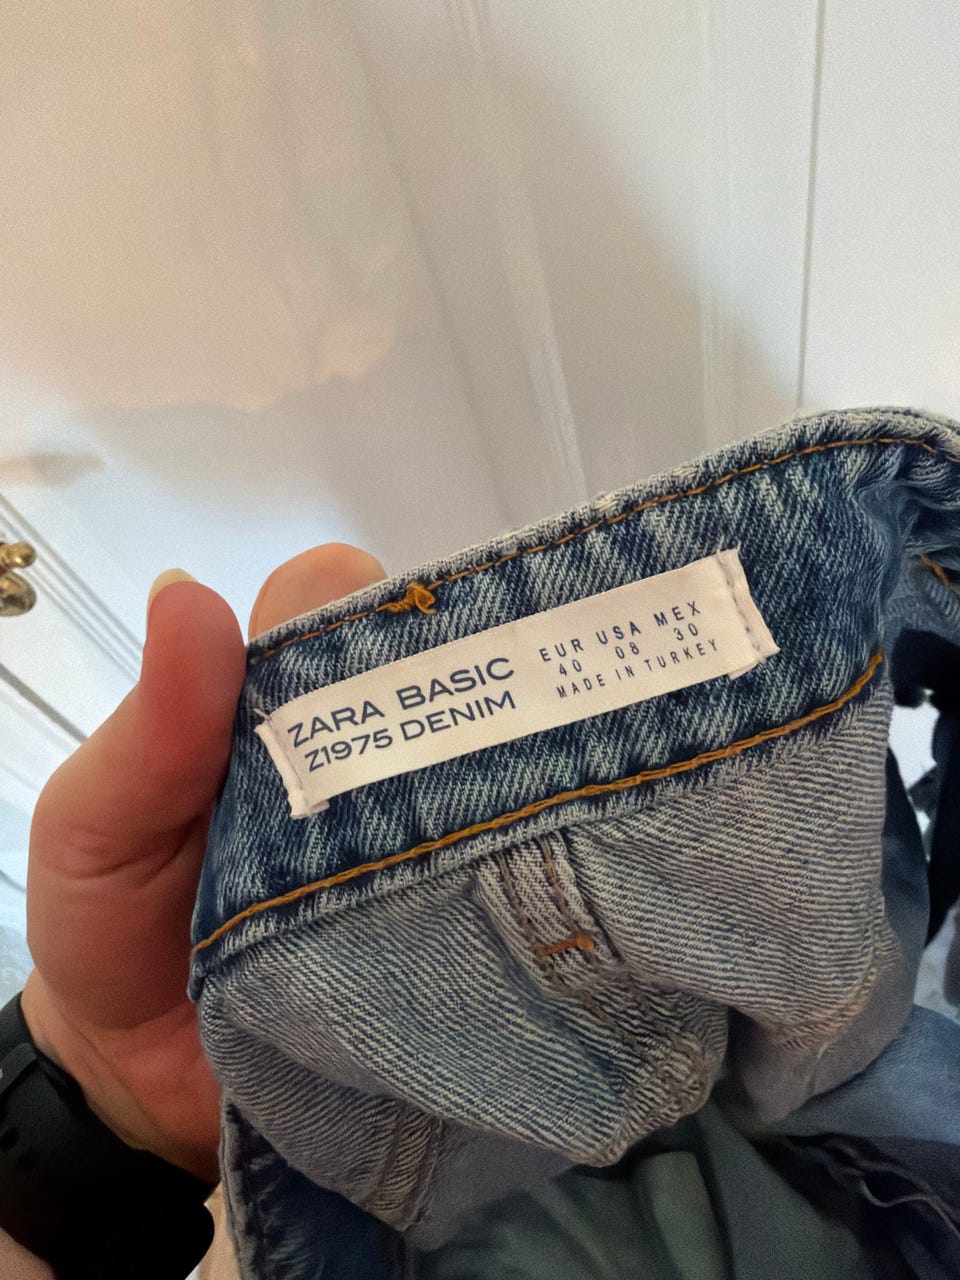 ZARA BASIC
Z1975 DENIM
EUR USA MEX
40 08 30
MADE IN TURKEY